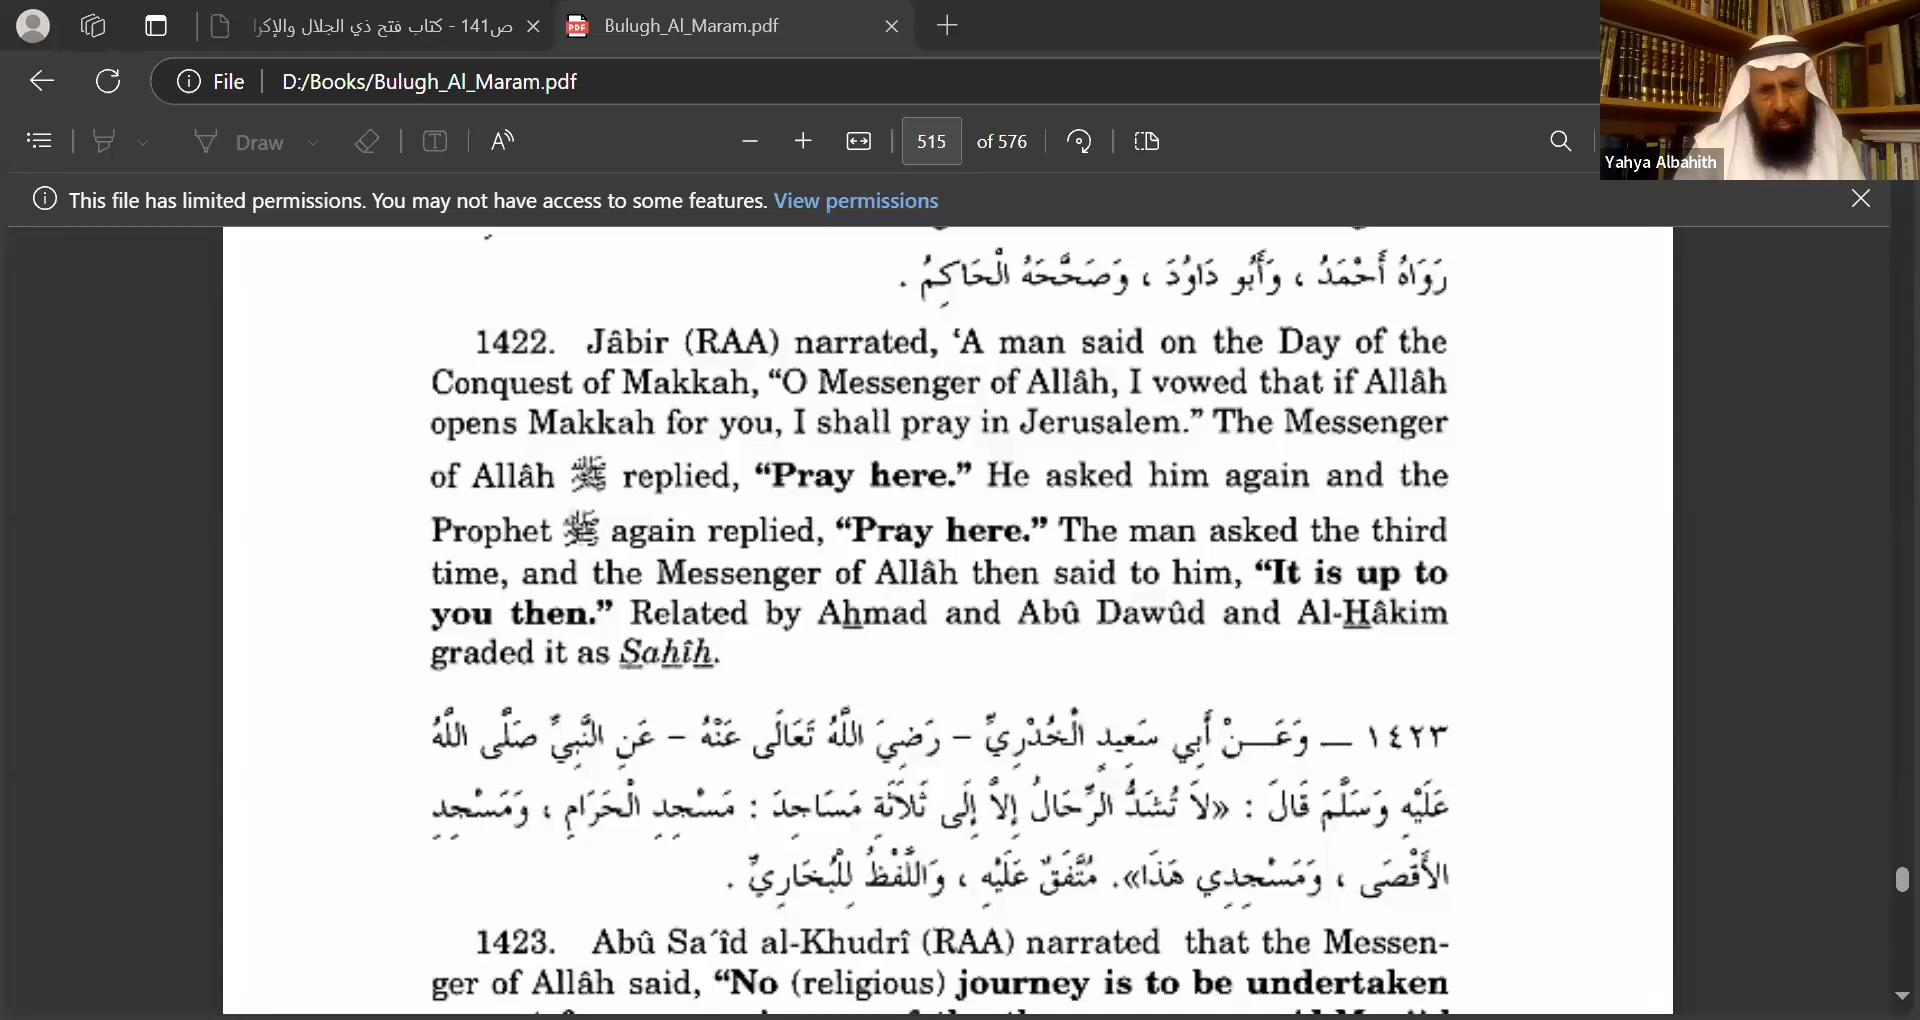 ص141 - كتاب فتح ذي الجلال والإكرا
Bulugh_Al_Maram.pdf
File
D:/Books/Bulugh_Al_Maram.pdf
Draw
515 of 576
Yahya Albahith
This file has limited permissions. You may not have access to some features. View permissions
رَوَاهُ أَحْمَدُ ، وَأَبُو دَاوُدَ ، وَصَحَّحَهُ الْحَاكِمُ .
1422. Jâbir (RAA) narrated, ‘A man said on the Day of the
Conquest of Makkah, “O Messenger of Allâh, I vowed that if Allâh
opens Makkah for you, I shall pray in Jerusalem.” The Messenger
of Allâh ﷺ replied, “Pray here.” He asked him again and the
Prophet ﷺ again replied, “Pray here.” The man asked the third
time, and the Messenger of Allâh then said to him, “It is up to
you then.” Related by Ahmad and Abû Dawûd and Al-Hâkim
graded it as Sahîh.
١٤٢٣ — وَعَـــنْ أَبِي سَعِيدٍ الْخُدْرِيِّ – رَضِيَ اللَّهُ تَعَالَى عَنْهُ – عَنِ النَّبِيِّ صَلَّى اللَّهُ
عَلَيْهِ وَسَلَّمَ قَالَ : «لاَ تُشَدُّ الرِّحَالُ إِلاَّ إِلَى ثَلاَثَةِ مَسَاجِدَ : مَسْجِدِ الْحَرَامِ ، وَمَسْجِدِ
الأَقْصَى ، وَمَسْجِدِي هَذَا». مُتَّفَقٌ عَلَيْهِ ، وَاللَّفْظُ لِلْبُخَارِيِّ .
1423. Abû Sa´îd al-Khudrî (RAA) narrated that the Messen-
ger of Allâh said, “No (religious) journey is to be undertaken